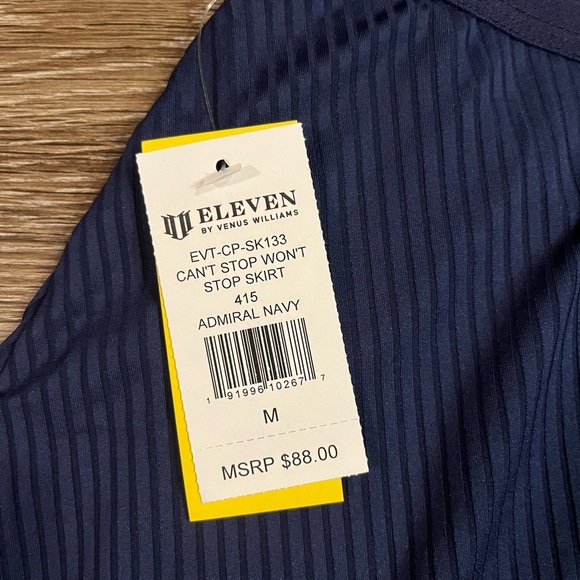 ELEVEN
BY VENUS WILLIAMS
EVT-CP-SK133
CAN'T STOP WON'T
STOP SKIRT
415
ADMIRAL NAVY
1 91996 10267 7
M
MSRP $88.00